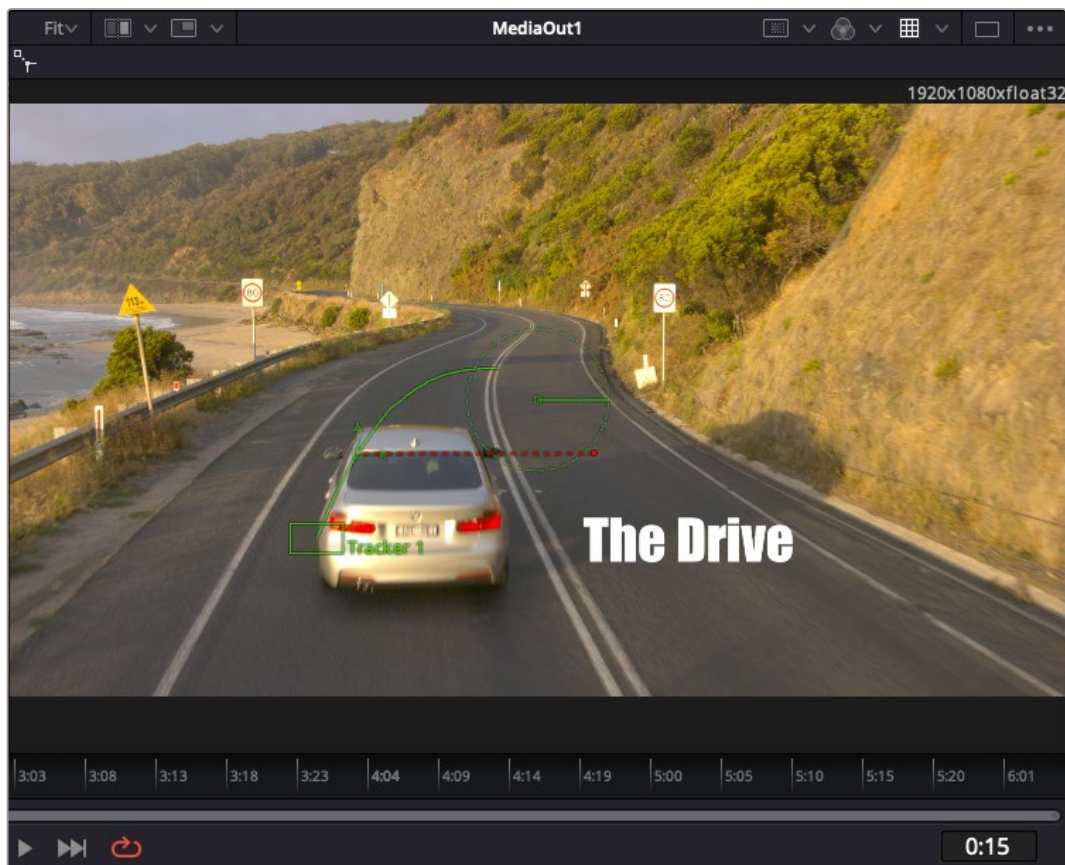 Fit
MediaOut1
1920x1080xfloat32
60
Tracker 1
The Drive
3:03 3:08 3:13 3:18 3:23 4:04 4:09 4:14 4:19 5:00 5:05 5:10 5:15 5:20 6:01
0:15